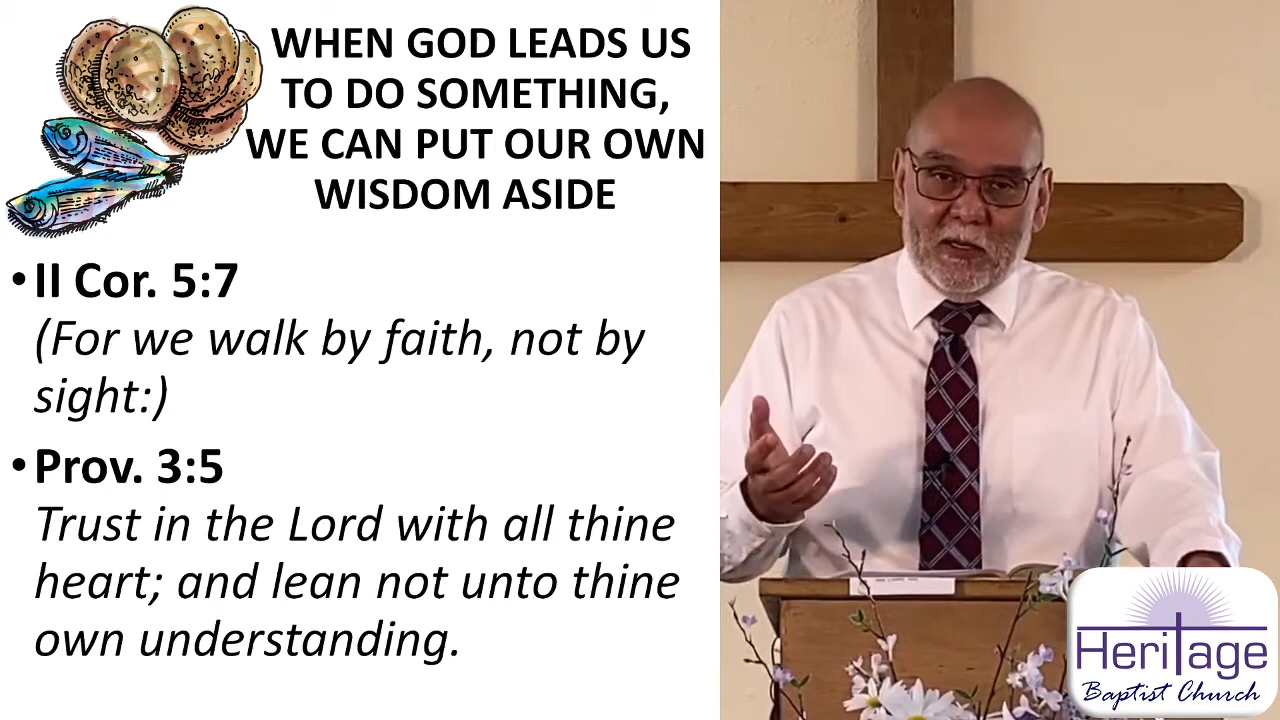 WHEN GOD LEADS US
TO DO SOMETHING,
WE CAN PUT OUR OWN
WISDOM ASIDE
•II Cor. 5:7
(For we walk by faith, not by
sight:)
•Prov. 3:5
Trust in the Lord with all thine
heart; and lean not unto thine
own understanding.
Heritage
Baptist Church